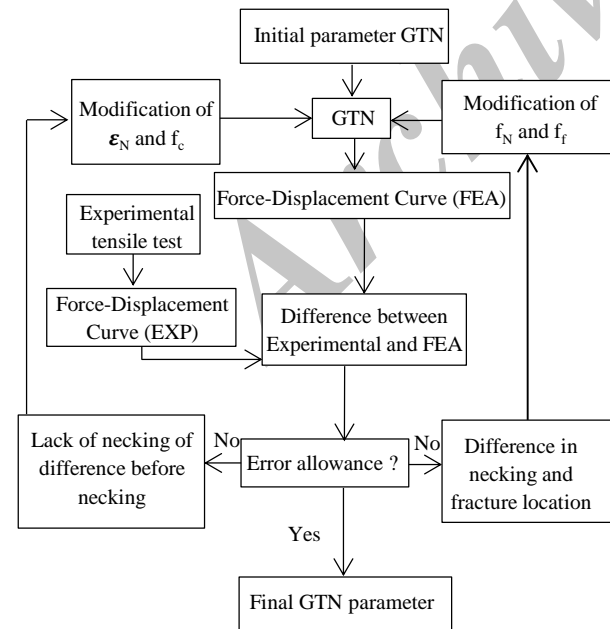 Initial parameter GTN
Modification of
𝜺N and fc
GTN
Modification of
fN and ff
Force-Displacement Curve (FEA)
Experimental
tensile test
Force-Displacement
Curve (EXP)
Difference between
Experimental and FEA
Lack of necking of
difference before
necking
No
Error allowance ?
No
Difference in
necking and
fracture location
Yes
Final GTN parameter
Archiv